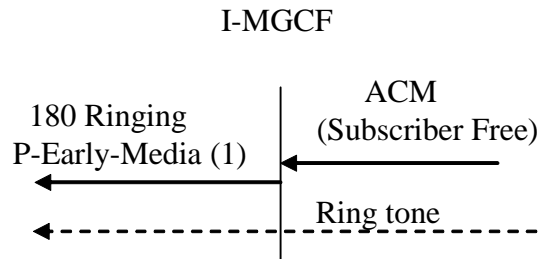 I-MGCF
180 Ringing
P-Early-Media (1)
ACM
(Subscriber Free)
Ring tone